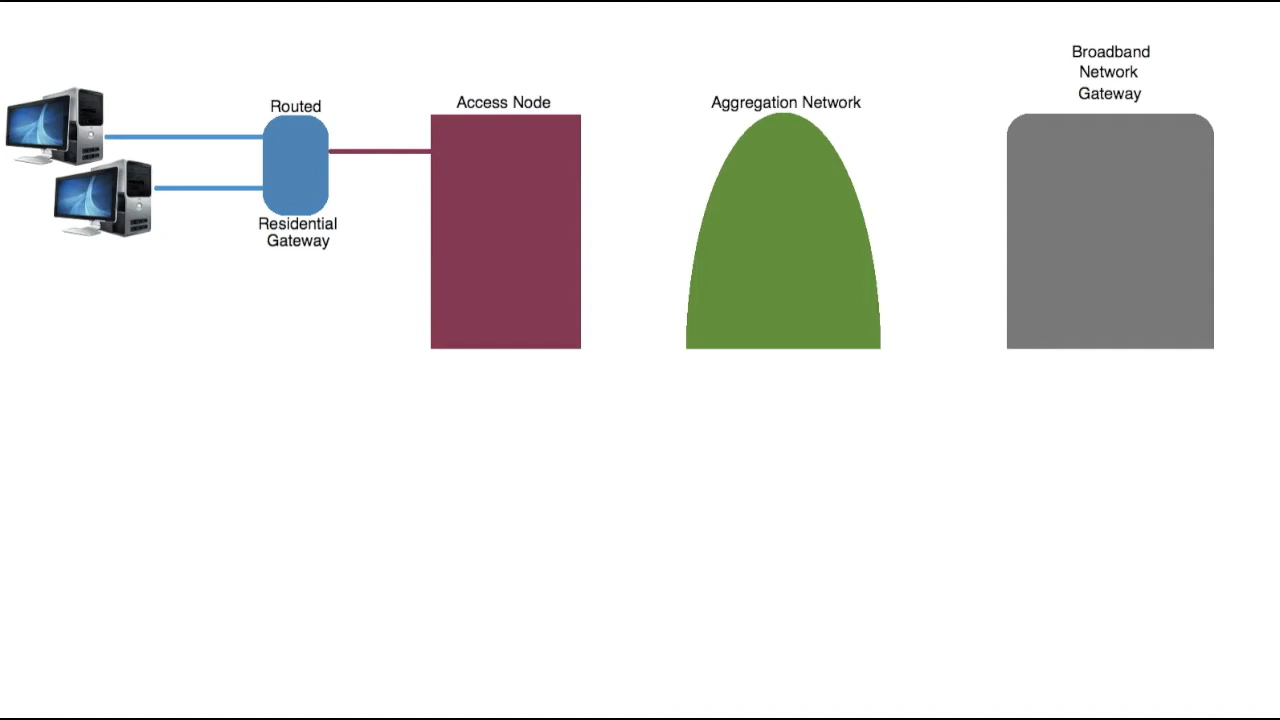 Routed
Residential
Gateway
Access Node
Aggregation Network
Broadband
Network
Gateway